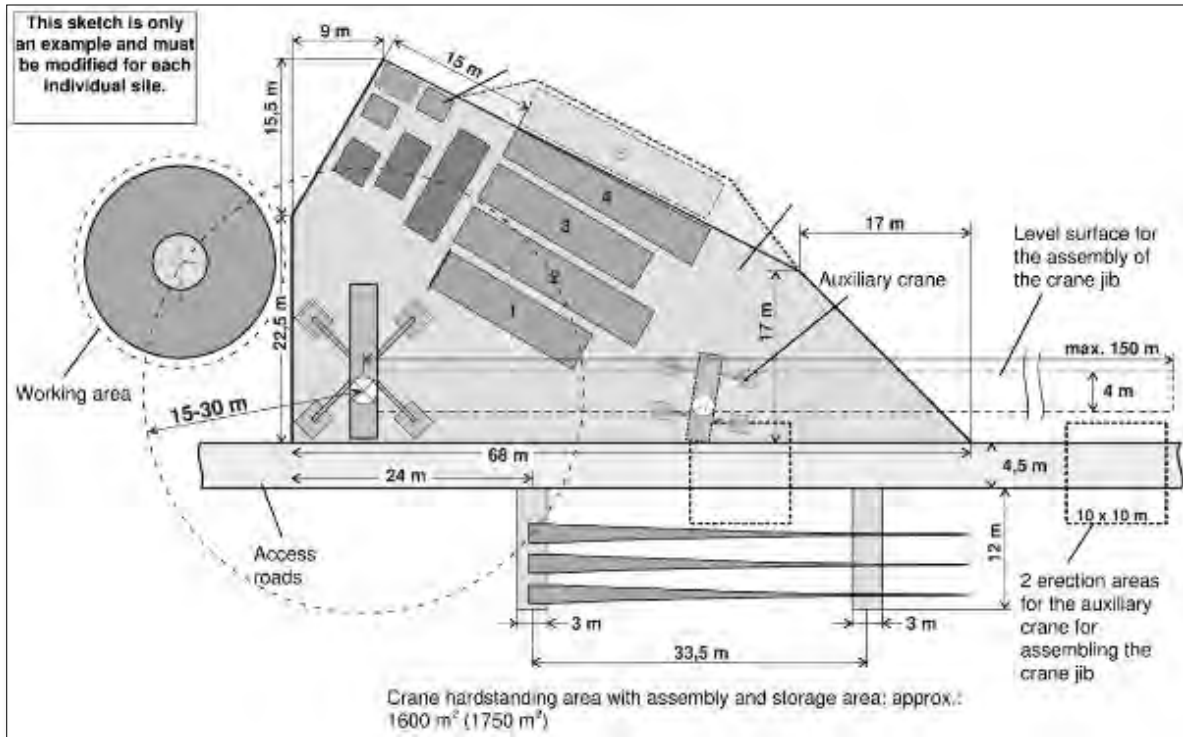 This sketch is only
an example and must
be modified for each
individual site.
9 m
15 m
15,5 m
4
3
2
1
17 m
Level surface for
the assembly of
the crane jib
Auxiliary crane
17 m
22,5 m
max. 150 m
4 m
Working area
15-30 m
68 m
24 m
4,5 m
10 x 10 m
12 m
Access
roads
2 erection areas
for the auxiliary
crane for
assembling the
crane jib
3 m
3 m
33,5 m
Crane hardstanding area with assembly and storage area: approx.:
1600 m² (1750 m²)